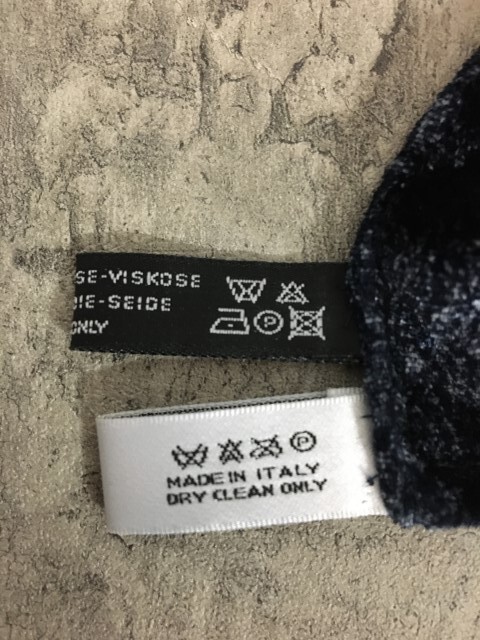 SE-VISKOSE
IE-SEIDE
ONLY
P
P
MADE IN ITALY
DRY CLEAN ONLY